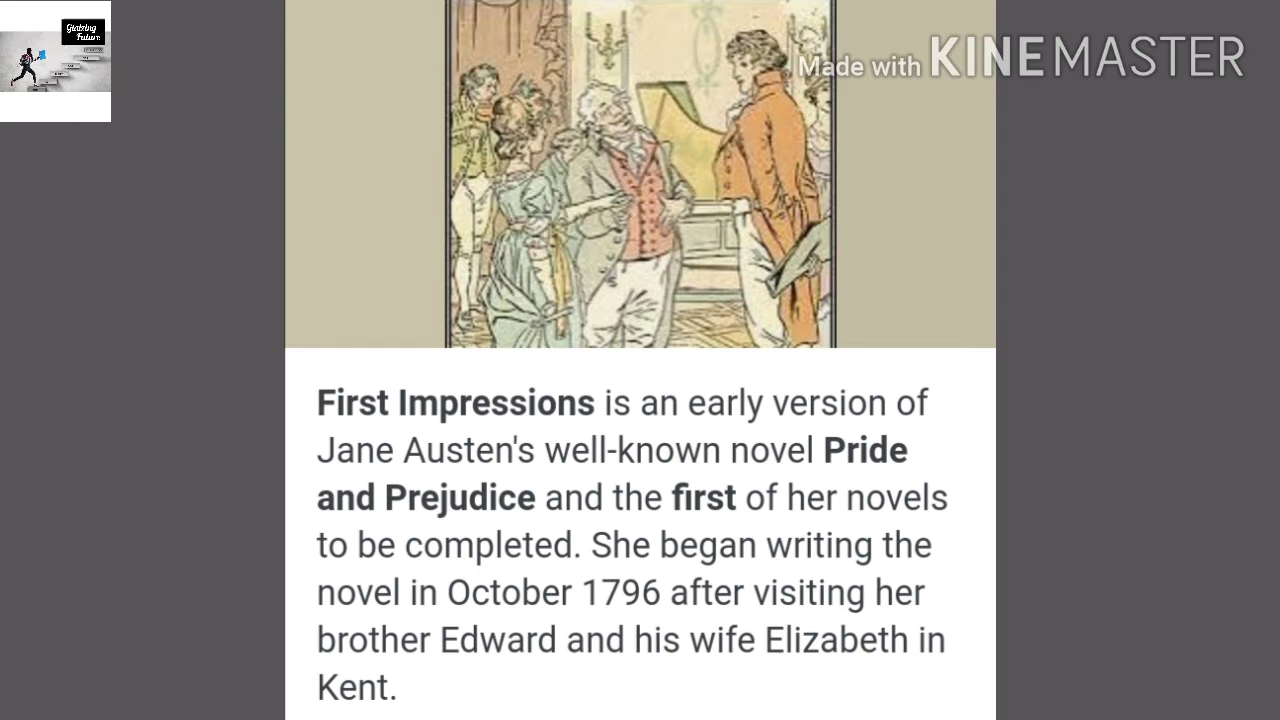 Made with KINEMASTER
First Impressions is an early version of
Jane Austen's well-known novel Pride
and Prejudice and the first of her novels
to be completed. She began writing the
novel in October 1796 after visiting her
brother Edward and his wife Elizabeth in
Kent.